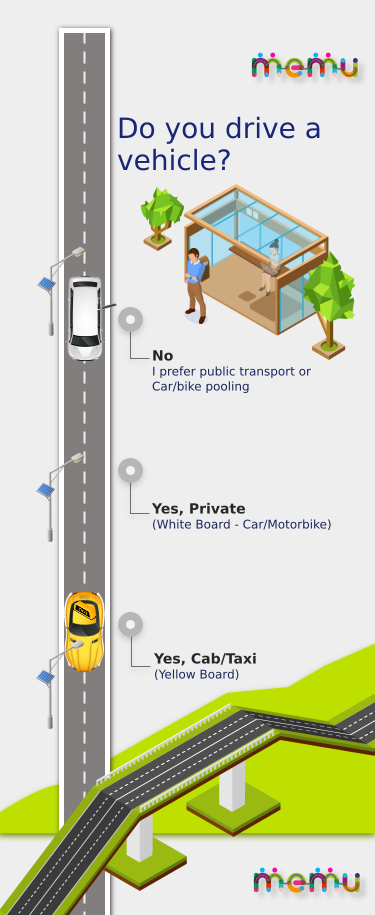 memu
Do you drive a
vehicle?
No
I prefer public transport or
Car/bike pooling
Yes, Private
(White Board - Car/Motorbike)
Yes, Cab/Taxi
(Yellow Board)
memu